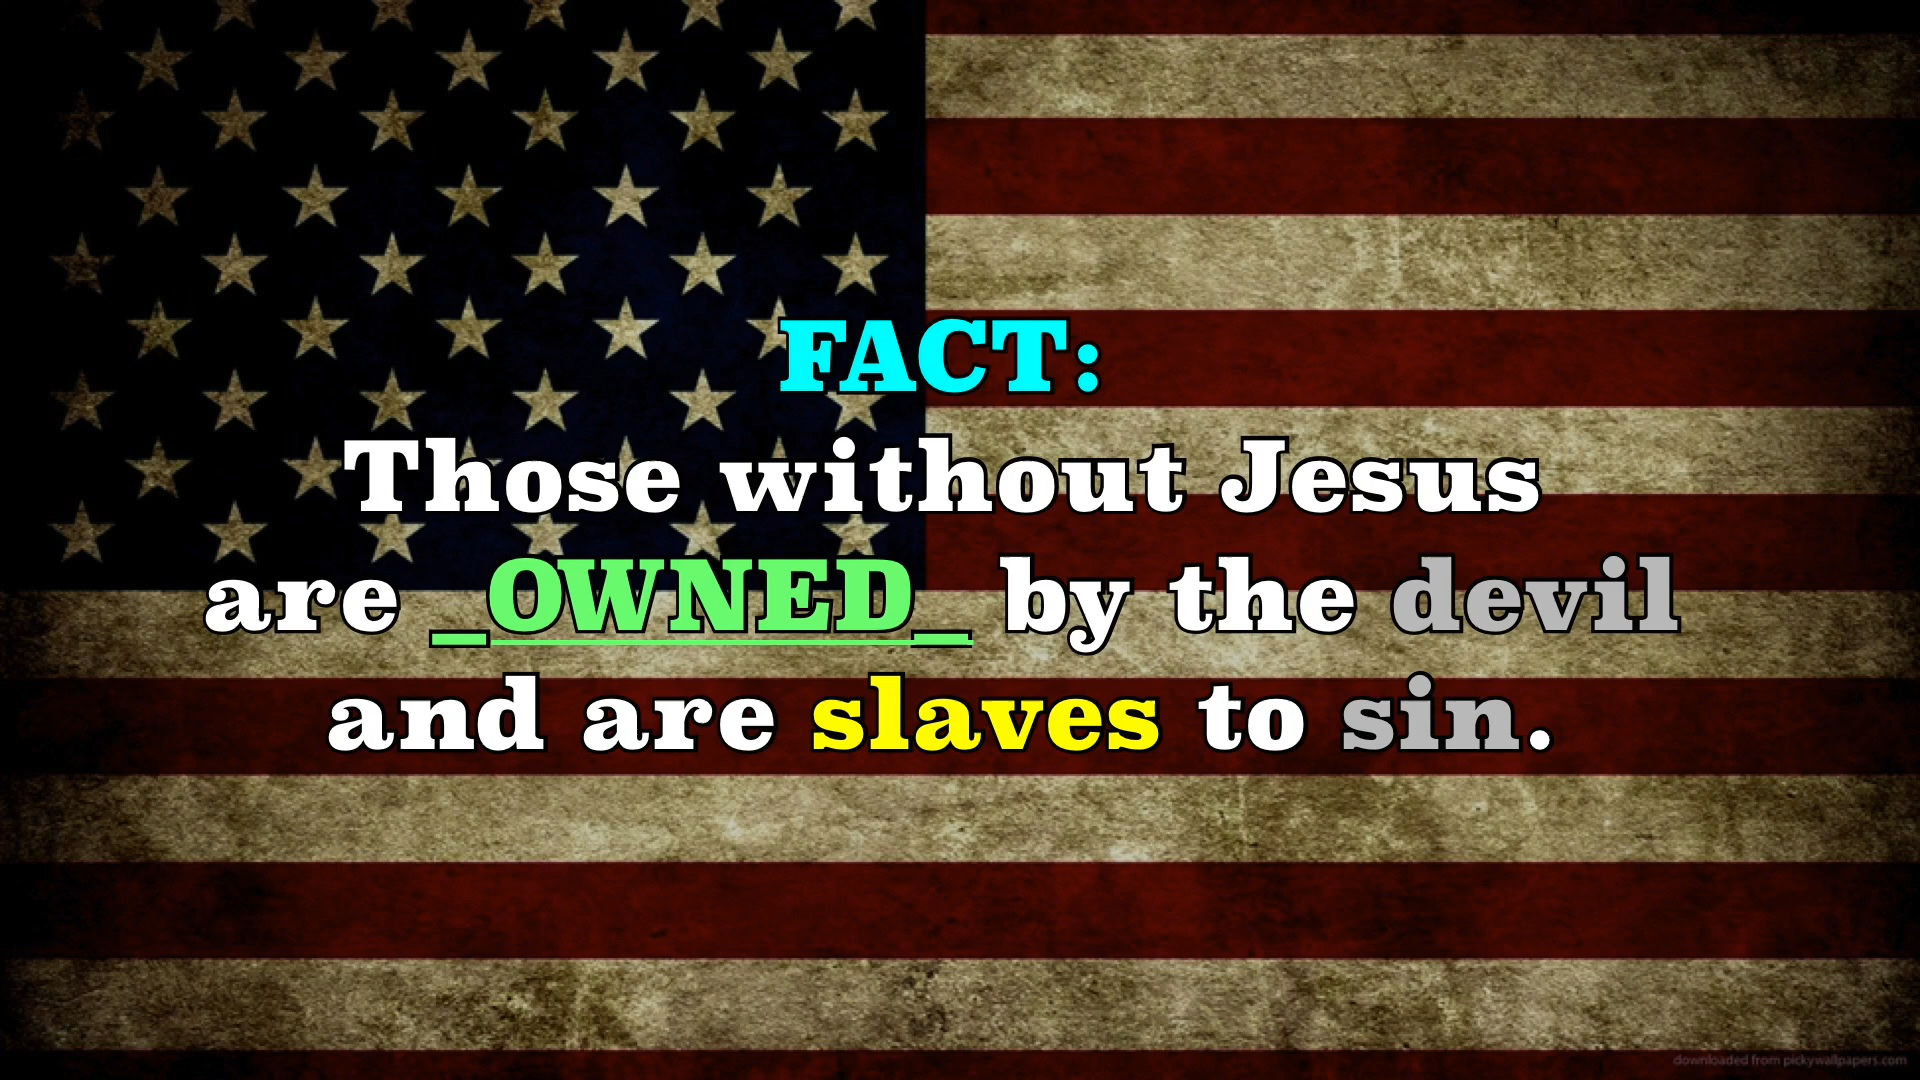 FACT:
Those without Jesus
are _OWNED_ by the devil
and are slaves to sin.
downloaded from pickywallpapers.com